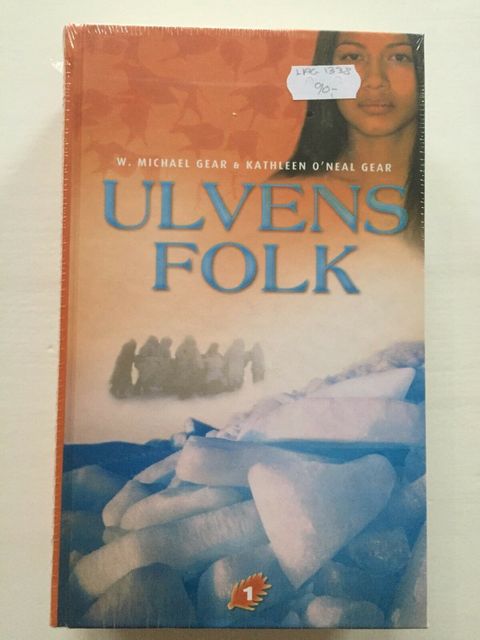 90,-
W. MICHAEL GEAR & KATHLEEN O'NEAL GEAR
ULVENS
FOLK
1